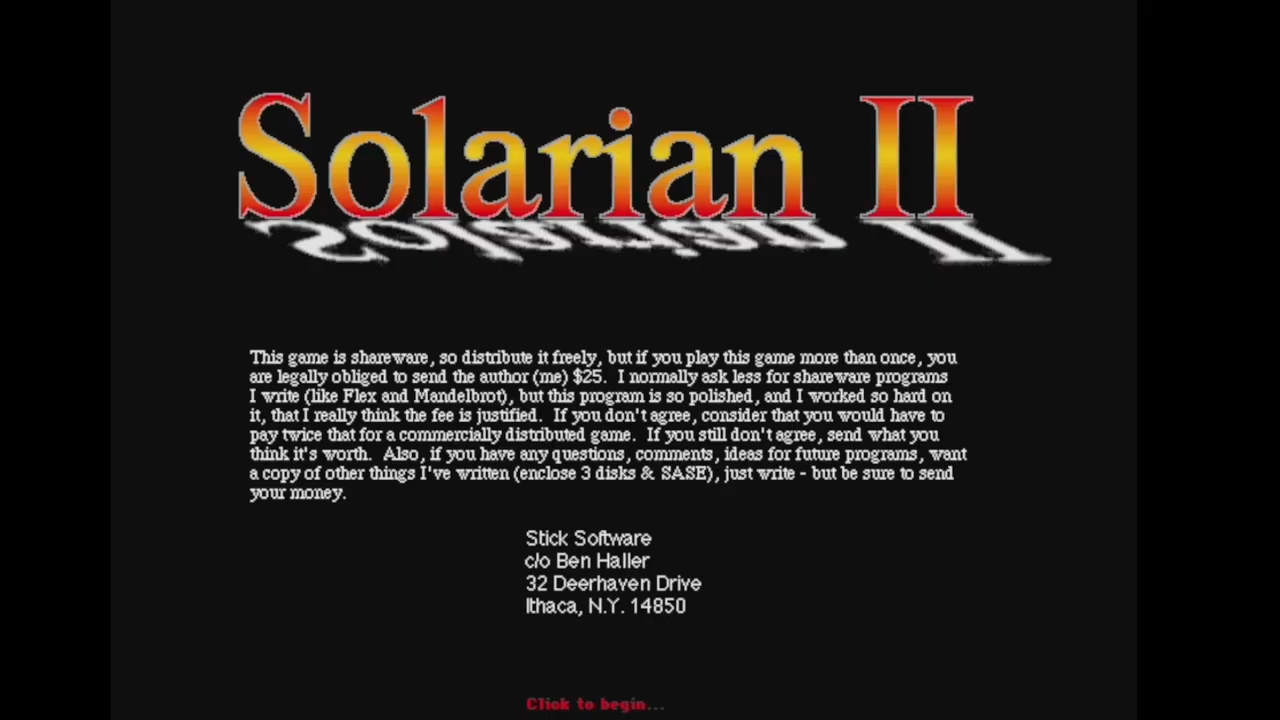 Solarian II
This game is shareware, so distribute it freely, but if you play this game more than once, you
are legally obliged to send the author (me) $25.  I normally ask less for shareware programs
I write (like Flex and Mandelbrot), but this program is so polished, and I worked so hard on
it, that I really think the fee is justified.  If you don't agree, consider that you would have to
pay twice that for a commercially distributed game.  If you still don't agree, send what you
think it's worth.  Also, if you have any questions, comments, ideas for future programs, want
a copy of other things I've written (enclose 3 disks & SASE), just write - but be sure to send
your money.
Stick Software
c/o Ben Haller
32 Deerhaven Drive
Ithaca, N.Y. 14850
Click to begin...